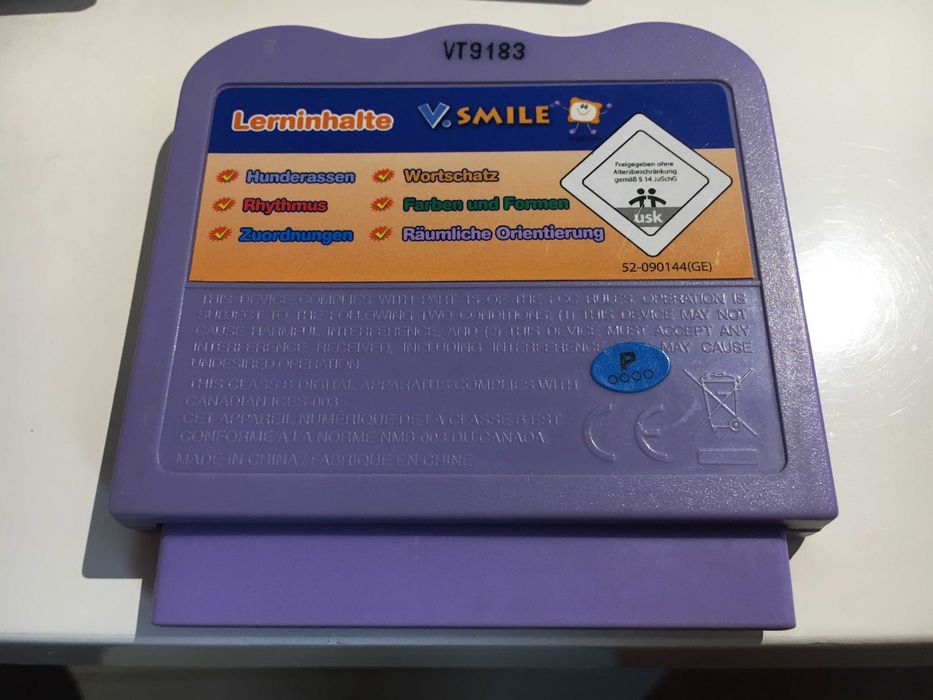 VT9183
Lerninhalte V.SMILE
Hunderassen Wortschatz
Rhythmus Farben und Formen
Zuordnungen Räumliche Orientierung
Freigegeben ohne
Altersbeschränkung
gemäß § 14 JuSchG
usk
52-090144(GE)
THIS DEVICE COMPLIES WITH PART 15 OF THE FCC RULES. OPERATION IS
SUBJECT TO THE FOLLOWING TWO CONDITIONS: (1) THIS DEVICE MAY NOT
CAUSE HARMFUL INTERFERENCE, AND (2) THIS DEVICE MUST ACCEPT ANY
INTERFERENCE RECEIVED, INCLUDING INTERFERENCE MAY CAUSE
UNDESIRED OPERATION.
P
THIS CLASS B DIGITAL APPARATUS COMPLIES WITH
CANADIAN ICES-003.
CET APPAREIL NUMÉRIQUE DE LA CLASSE B EST
CONFORME À LA NORME NMB-003 DU CANADA.
MADE IN CHINA / FABRIQUÉ EN CHINE
CE